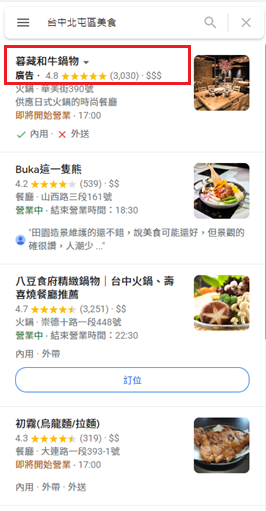 台中北屯區美食
暮藏和牛鍋物
廣告· 4.8 (3,030) · $$$
火鍋 · 華美街390號
供應日式火鍋的時尚餐廳
即將開始營業 · 17:00
內用 · 外送
Buka這一隻熊
4.2 (539) · $$
餐廳 · 山西路三段161號
營業中 · 結束營業時間：18:30
"田園造景維護的還不錯，說美食可能還好，但景觀的
確很讚，人潮少 ..."
八豆食府精緻鍋物｜台中火鍋、壽
喜燒餐廳推薦
4.7 (3,251) · $$
火鍋 · 崇德十路一段448號
營業中 · 結束營業時間：22:30
內用 · 外帶
訂位
初霧(烏龍麵/拉麵)
4.3 (319) · $$
餐廳 · 大連路一段393-1號
即將開始營業 · 17:00
內用 · 外帶 · 外送